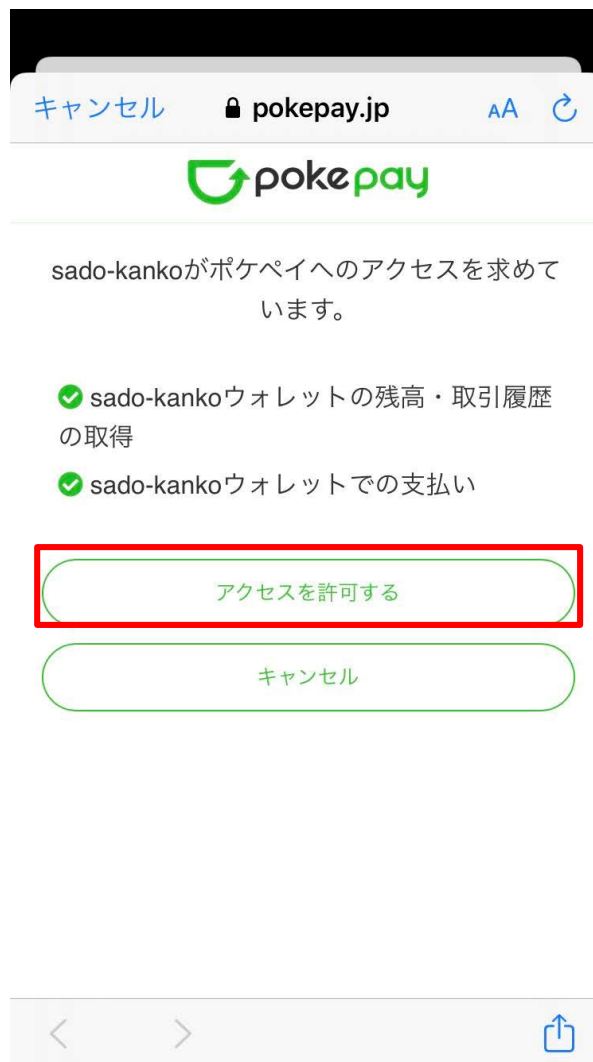 キャンセル pokepay.jp AA
pokepay
sado-kankoがポケペイへのアクセスを求めて
います。
sado-kankoウォレットの残高・取引履歴
の取得
sado-kankoウォレットでの支払い
アクセスを許可する
キャンセル